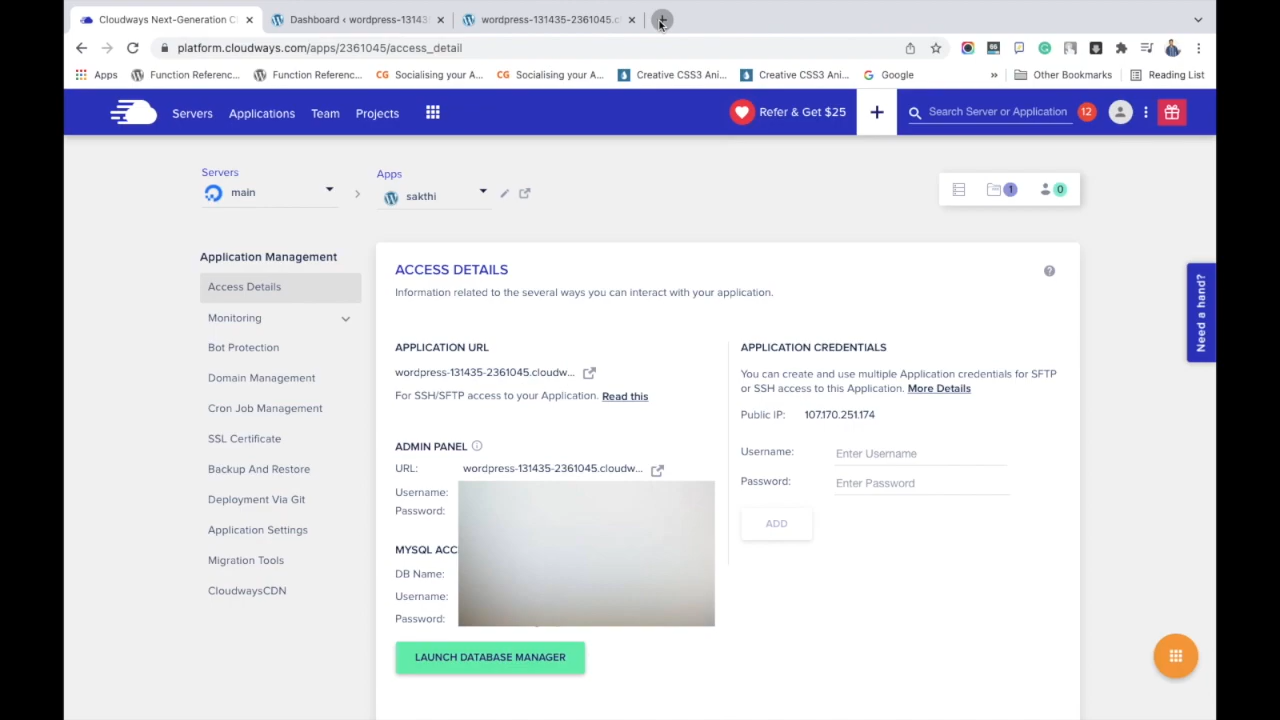 Cloudways Next-Generation C
Dashboard ‹ wordpress-13143
wordpress-131435-2361045.c
platform.cloudways.com/apps/2361045/access_detail
Apps
Function Referenc...
Function Referenc...
CG Socialising your A...
CG Socialising your A...
Creative CSS3 Ani...
Creative CSS3 Ani...
Google
»
Other Bookmarks
Reading List
Servers
Applications
Team
Projects
Refer & Get $25
+
Search Server or Application
12
Servers
main
Apps
sakthi
1
0
Application Management
Access Details
Monitoring
Bot Protection
Domain Management
Cron Job Management
SSL Certificate
Backup And Restore
Deployment Via Git
Application Settings
Migration Tools
CloudwaysCDN
ACCESS DETAILS
Information related to the several ways you can interact with your application.
APPLICATION URL
wordpress-131435-2361045.cloudw...
For SSH/SFTP access to your Application. Read this
ADMIN PANEL
URL: wordpress-131435-2361045.cloudw...
Username:
Password:
MYSQL ACC
DB Name:
Username:
Password:
LAUNCH DATABASE MANAGER
APPLICATION CREDENTIALS
You can create and use multiple Application credentials for SFTP
or SSH access to this Application. More Details
Public IP: 107.170.251.174
Username: Enter Username
Password: Enter Password
ADD
Need a hand?